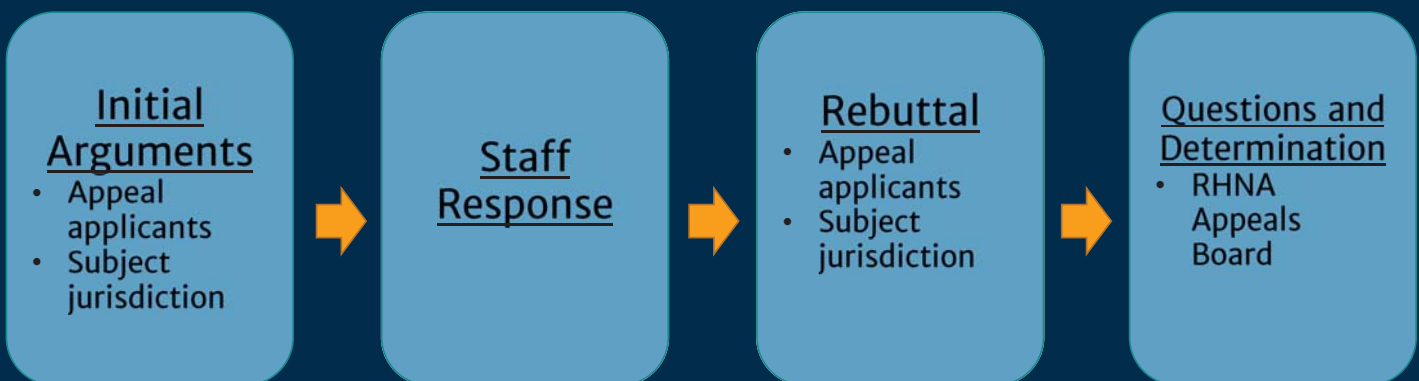 Initial
Arguments
• Appeal
applicants
• Subject
jurisdiction
Staff
Response
Rebuttal
• Appeal
applicants
• Subject
jurisdiction
Questions and
Determination
• RHNA
Appeals
Board